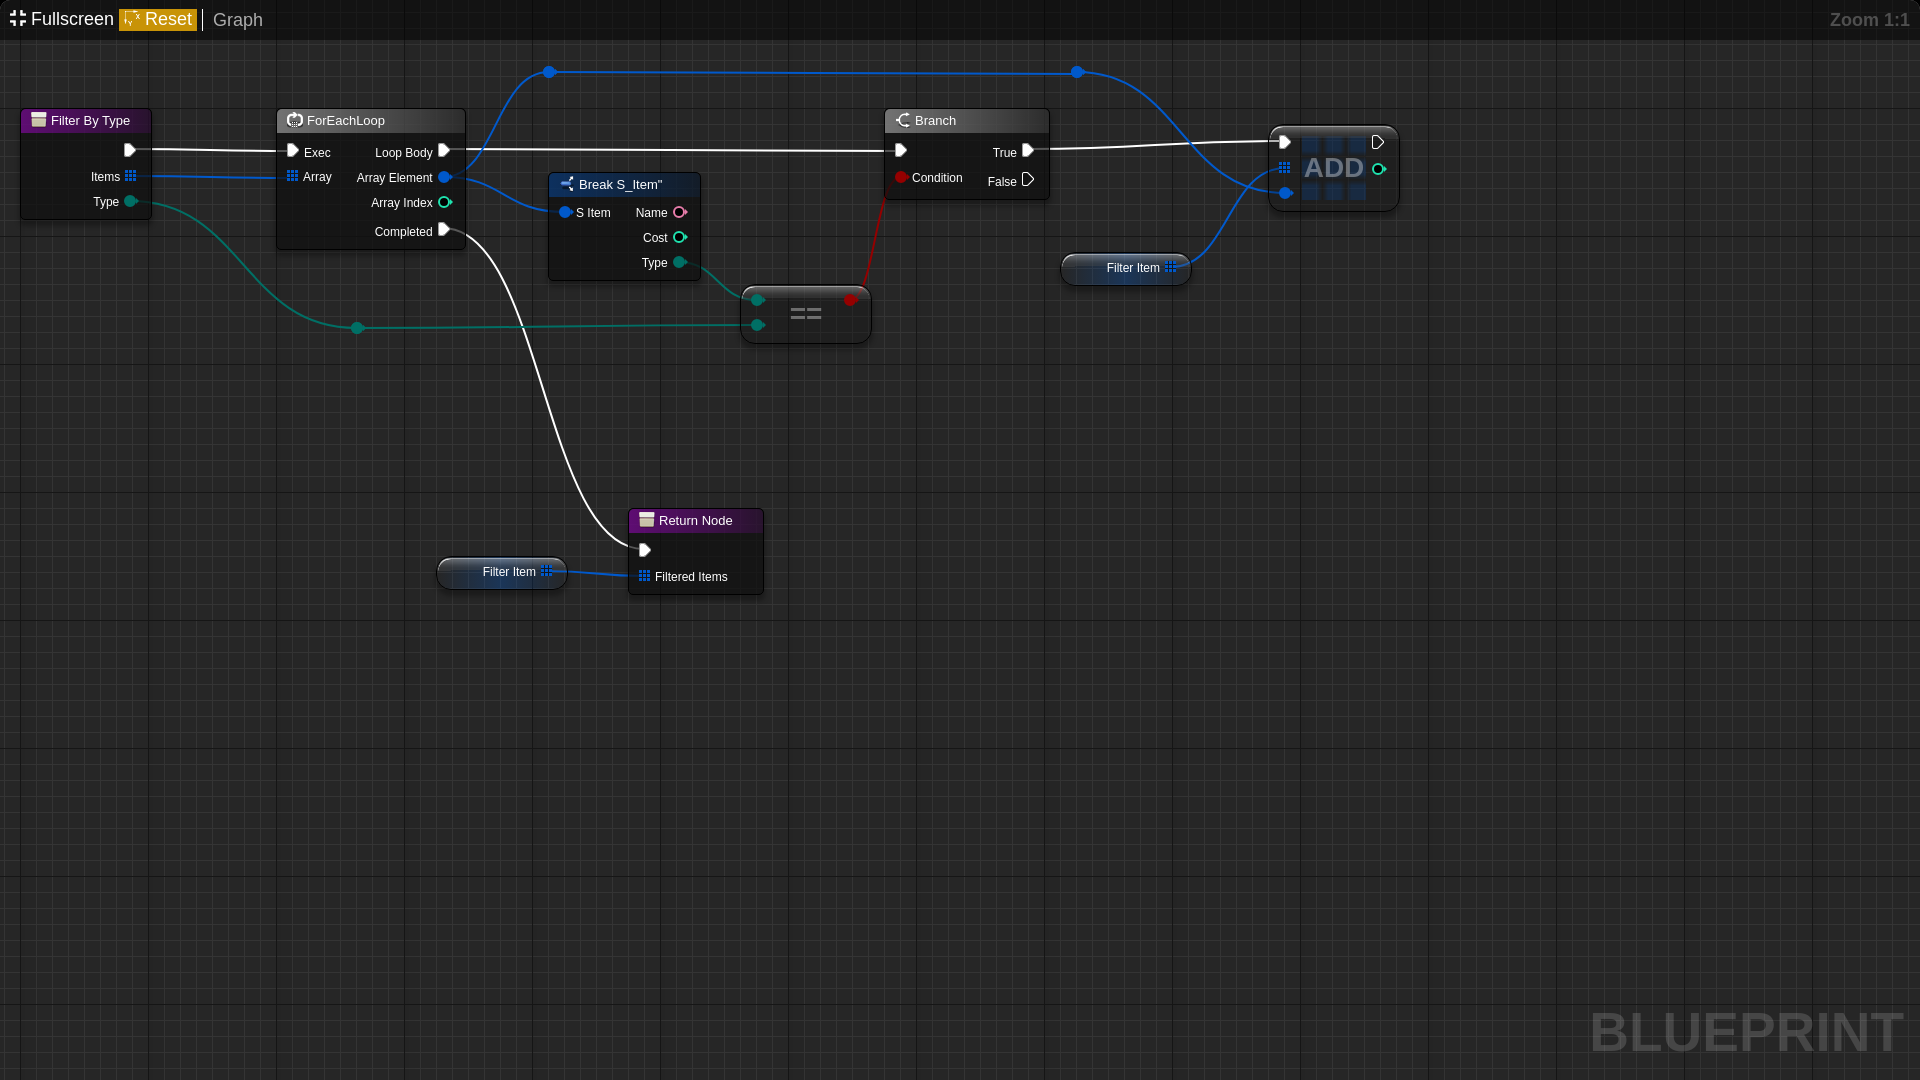 Fullscreen Reset Graph Zoom 1:1
Filter By Type
Items
Type
ForEachLoop
Exec Loop Body
Array Array Element
Array Index
Completed
Break S_Item"
S Item Name
Cost
Type
==
Branch
True
Condition False
ADD
Filter Item
Return Node
Filtered Items
Filter Item
BLUEPRINT